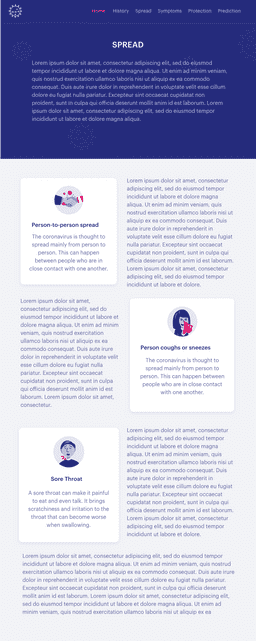 Home History Spread Symptoms Protection Prediction
SPREAD
Lorem ipsum dolor sit amet, consectetur adipiscing elit, sed do eiusmod
tempor incididunt ut labore et dolore magna aliqua. Ut enim ad minim veniam,
quis nostrud exercitation ullamco laboris nisi ut aliquip ex ea commodo
consequat. Duis aute irure dolor in reprehenderit in voluptate velit esse cillum
dolore eu fugiat nulla pariatur. Excepteur sint occaecat cupidatat non
proident, sunt in culpa qui officia deserunt mollit anim id est laborum. Lorem
ipsum dolor sit amet, consectetur adipiscing elit, sed do eiusmod tempor
incididunt ut labore et dolore magna aliqua.
Person-to-person spread
The coronavirus is thought to
spread mainly from person to
person. This can happen
between people who are in
close contact with one another.
Lorem ipsum dolor sit amet, consectetur
adipiscing elit, sed do eiusmod tempor
incididunt ut labore et dolore magna
aliqua. Ut enim ad minim veniam, quis
nostrud exercitation ullamco laboris nisi ut
aliquip ex ea commodo consequat. Duis
aute irure dolor in reprehenderit in
voluptate velit esse cillum dolore eu fugiat
nulla pariatur. Excepteur sint occaecat
cupidatat non proident, sunt in culpa qui
officia deserunt mollit anim id est laborum.
Lorem ipsum dolor sit amet, consectetur
adipiscing elit, sed do eiusmod tempor
incididunt ut labore et dolore magna
Lorem ipsum dolor sit amet,
consectetur adipiscing elit, sed do
eiusmod tempor incididunt ut labore et
dolore magna aliqua. Ut enim ad minim
veniam, quis nostrud exercitation
ullamco laboris nisi ut aliquip ex ea
commodo consequat. Duis aute irure
dolor in reprehenderit in voluptate velit
esse cillum dolore eu fugiat nulla
pariatur. Excepteur sint occaecat
cupidatat non proident, sunt in culpa
qui officia deserunt mollit anim id est
laborum. Lorem ipsum dolor sit amet,
consectetur.
Person coughs or sneezes
The coronavirus is thought to
spread mainly from person to
person. This can happen between
people who are in close contact
with one another.
Sore Throat
A sore throat can make it painful
to eat and even talk. It brings
scratchiness and irritation to the
throat that can become worse
when swallowing.
Lorem ipsum dolor sit amet, consectetur
adipiscing elit, sed do eiusmod tempor
incididunt ut labore et dolore magna
aliqua. Ut enim ad minim veniam, quis
nostrud exercitation ullamco laboris nisi ut
aliquip ex ea commodo consequat. Duis
aute irure dolor in reprehenderit in
voluptate velit esse cillum dolore eu fugiat
nulla pariatur. Excepteur sint occaecat
cupidatat non proident, sunt in culpa qui
officia deserunt mollit anim id est laborum.
Lorem ipsum dolor sit amet, consectetur
adipiscing elit, sed do eiusmod tempor
incididunt ut labore et dolore magna
Lorem ipsum dolor sit amet, consectetur adipiscing elit, sed do eiusmod tempor
incididunt ut labore et dolore magna aliqua. Ut enim ad minim veniam, quis nostrud
exercitation ullamco laboris nisi ut aliquip ex ea commodo consequat. Duis aute irure
dolor in reprehenderit in voluptate velit esse cillum dolore eu fugiat nulla pariatur.
Excepteur sint occaecat cupidatat non proident, sunt in culpa qui officia deserunt
mollit anim id est laborum. Lorem ipsum dolor sit amet, consectetur adipiscing elit,
sed do eiusmod tempor incididunt ut labore et dolore magna aliqua. Ut enim ad
minim veniam, quis nostrud exercitation ullamco laboris nisi ut aliquip ex ea